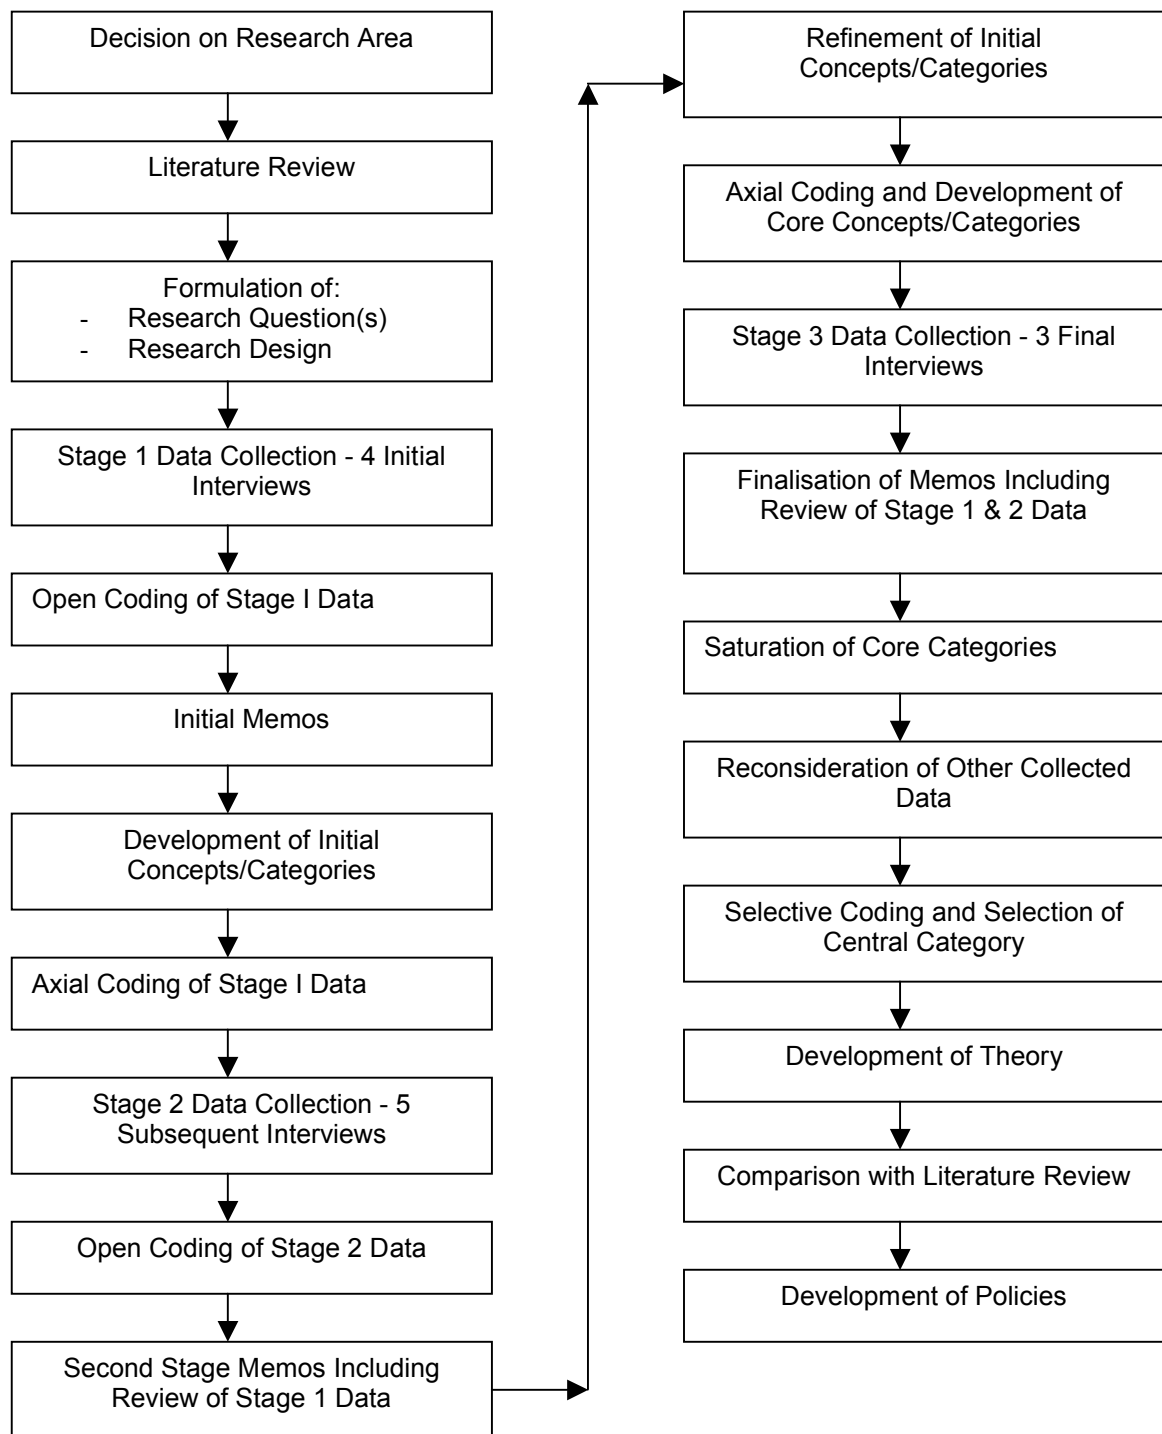 Decision on Research Area
Literature Review
Formulation of:
- Research Question(s)
- Research Design
Stage 1 Data Collection - 4 Initial
Interviews
Open Coding of Stage I Data
Initial Memos
Development of Initial
Concepts/Categories
Axial Coding of Stage I Data
Stage 2 Data Collection - 5
Subsequent Interviews
Open Coding of Stage 2 Data
Second Stage Memos Including
Review of Stage 1 Data
Refinement of Initial
Concepts/Categories
Axial Coding and Development of
Core Concepts/Categories
Stage 3 Data Collection - 3 Final
Interviews
Finalisation of Memos Including
Review of Stage 1 & 2 Data
Saturation of Core Categories
Reconsideration of Other Collected
Data
Selective Coding and Selection of
Central Category
Development of Theory
Comparison with Literature Review
Development of Policies